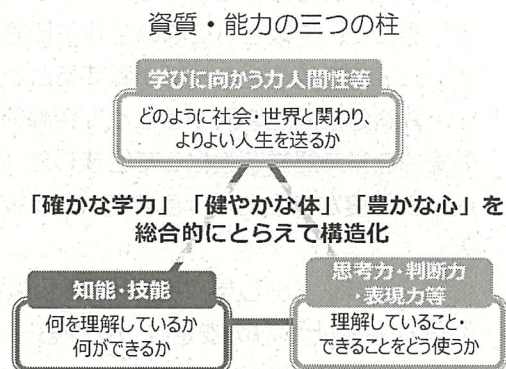 資質・能力の三つの柱
学びに向かう力人間性等
どのように社会・世界と関わり、
よりよい人生を送るか
「確かな学力」「健やかな体」「豊かな心」を
総合的にとらえて構造化
知能・技能
何を理解しているか
何ができるか
思考力・判断力
・表現力等
理解していること・
できることをどう使うか